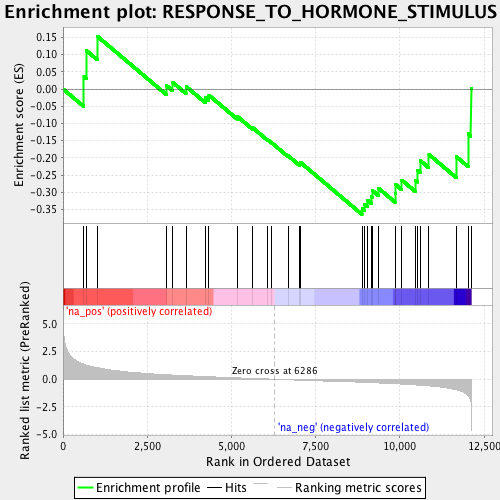 Enrichment plot: RESPONSE_TO_HORMONE_STIMULUS
Enrichment score (ES)
0.15
0.10
0.05
0.00
-0.05
-0.10
-0.15
-0.20
-0.25
-0.30
-0.35
'na_pos' (positively correlated)
Ranked list metric (PreRanked)
5.0
2.5
0.0
-2.5
-5.0
Zero cross at 6286
'na_neg' (negatively correlated)
0 2,500 5,000 7,500 10,000 12,500
Rank in Ordered Dataset
Enrichment profile Hits Ranking metric scores